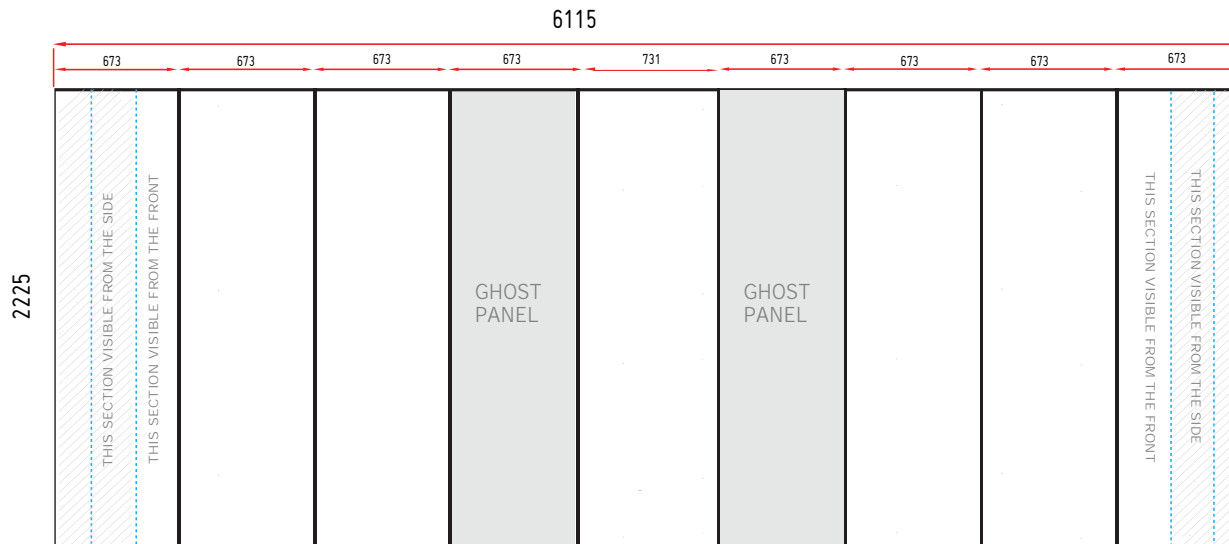 6115
673
673
673
673
731
673
673
673
673
2225
THIS SECTION VISIBLE FROM THE SIDE
THIS SECTION VISIBLE FROM THE FRONT
GHOST
PANEL
GHOST
PANEL
THIS SECTION VISIBLE FROM THE FRONT
THIS SECTION VISIBLE FROM THE SIDE